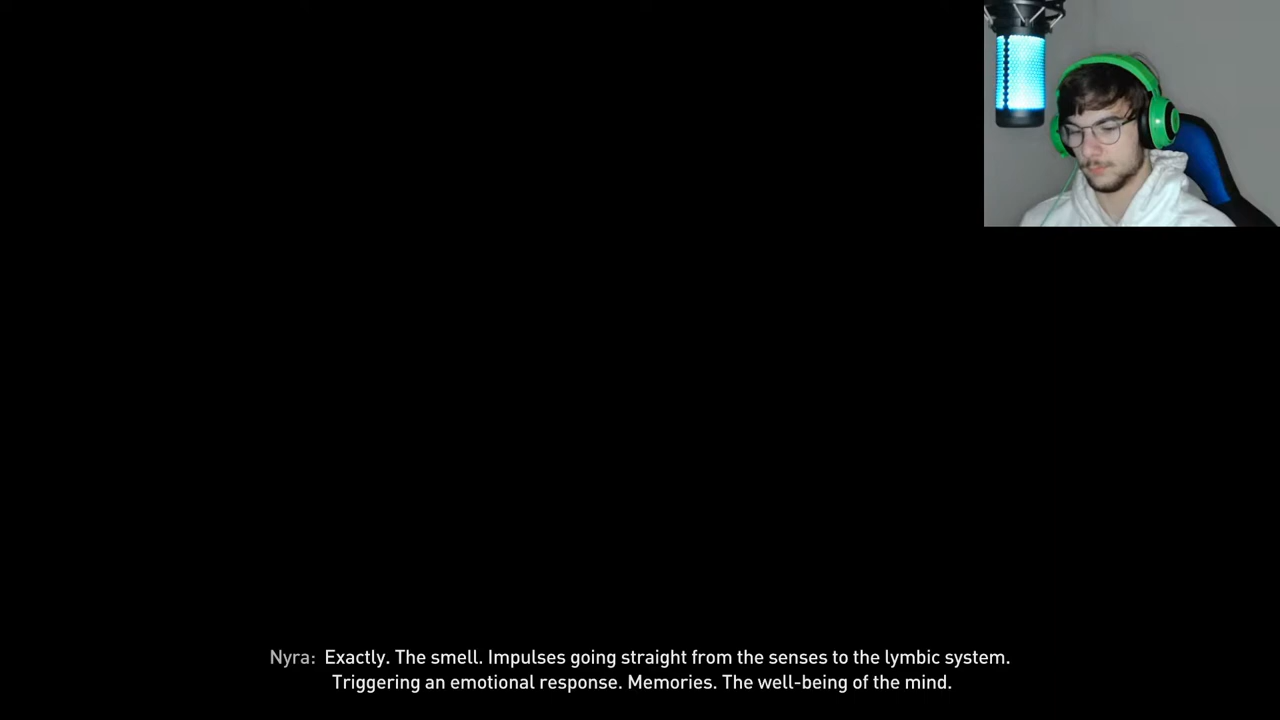 Nyra: Exactly. The smell. Impulses going straight from the senses to the lymbic system.
Triggering an emotional response. Memories. The well-being of the mind.